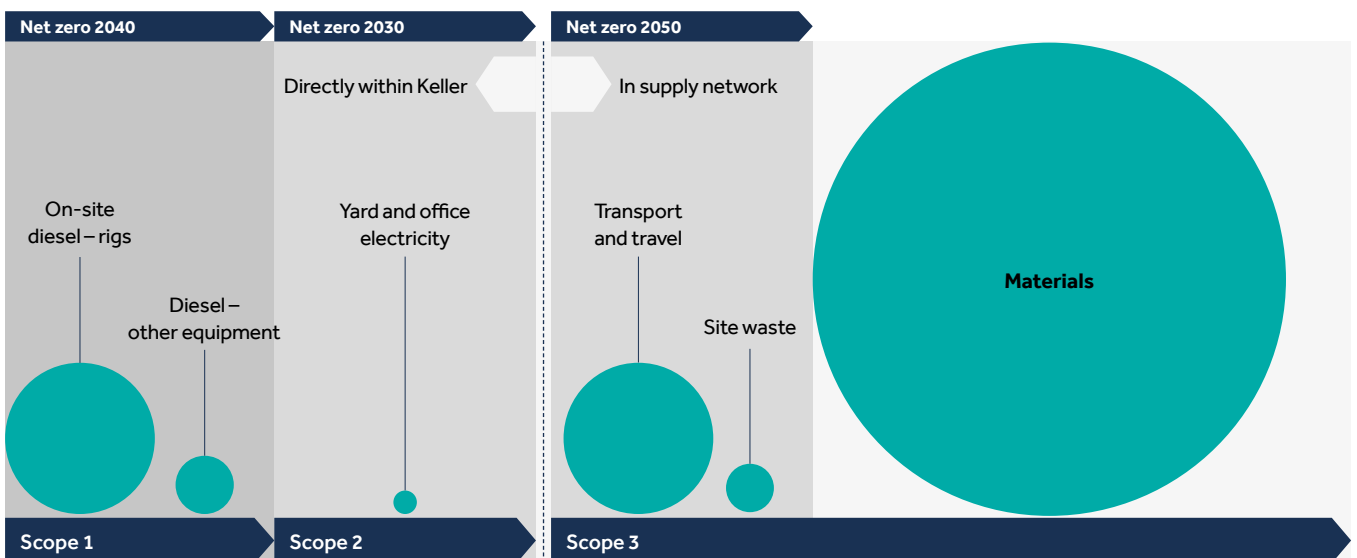 Net zero 2040
Net zero 2030
Net zero 2050
Directly within Keller
In supply network
On-site
diesel – rigs
Diesel –
other equipment
Yard and office
electricity
Transport
and travel
Site waste
Materials
Scope 1
Scope 2
Scope 3